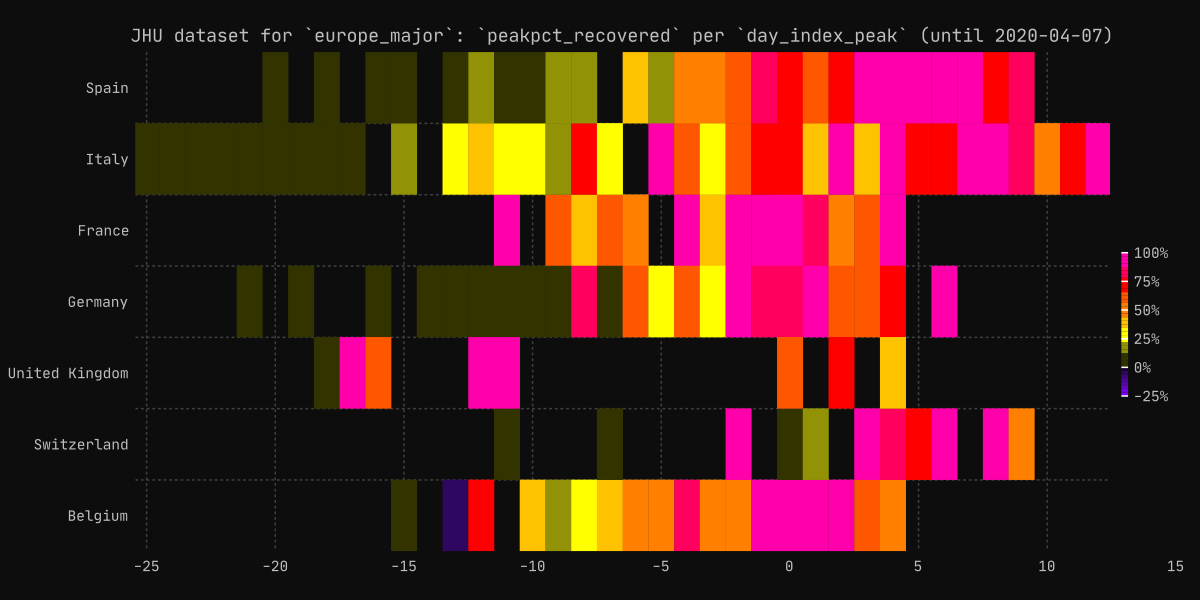 JHU dataset for `europe_major`: `peakpct_recovered` per `day_index_peak` (until 2020-04-07)
Spain
Italy
France
Germany
United Kingdom
Switzerland
Belgium
100%
75%
50%
25%
0%
−25%
−25
−20
−15
−10
−5
0
5
10
15